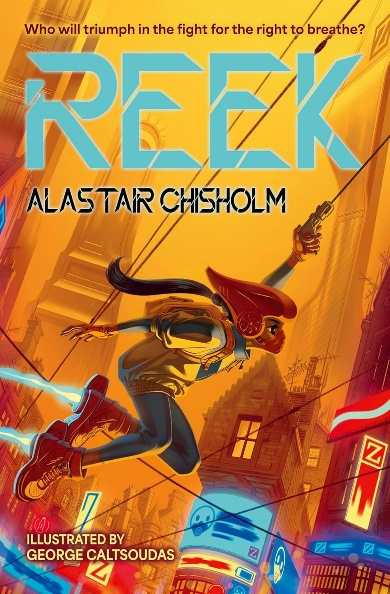 Who will triumph in the fight for the right to breathe?
REEK
ALASTAIR CHISHOLM
Z
Z
Z
Z
ILLUSTRATED BY
GEORGE CALTSOUDAS